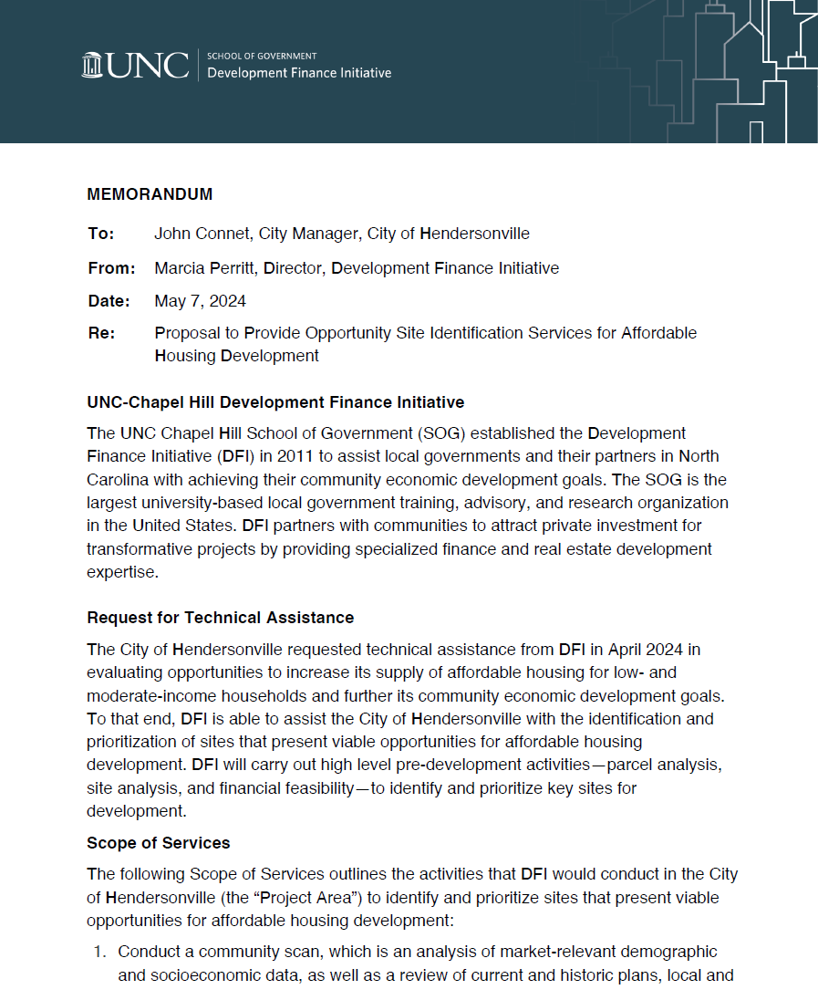 UNC
SCHOOL OF GOVERNMENT
Development Finance Initiative
MEMORANDUM
To: John Connet, City Manager, City of Hendersonville
From: Marcia Perritt, Director, Development Finance Initiative
Date: May 7, 2024
Re: Proposal to Provide Opportunity Site Identification Services for Affordable
Housing Development
UNC-Chapel Hill Development Finance Initiative
The UNC Chapel Hill School of Government (SOG) established the Development
Finance Initiative (DFI) in 2011 to assist local governments and their partners in North
Carolina with achieving their community economic development goals. The SOG is the
largest university-based local government training, advisory, and research organization
in the United States. DFI partners with communities to attract private investment for
transformative projects by providing specialized finance and real estate development
expertise.
Request for Technical Assistance
The City of Hendersonville requested technical assistance from DFI in April 2024 in
evaluating opportunities to increase its supply of affordable housing for low- and
moderate-income households and further its community economic development goals.
To that end, DFI is able to assist the City of Hendersonville with the identification and
prioritization of sites that present viable opportunities for affordable housing
development. DFI will carry out high level pre-development activities—parcel analysis,
site analysis, and financial feasibility—to identify and prioritize key sites for
development.
Scope of Services
The following Scope of Services outlines the activities that DFI would conduct in the City
of Hendersonville (the “Project Area”) to identify and prioritize sites that present viable
opportunities for affordable housing development:
1. Conduct a community scan, which is an analysis of market-relevant demographic
and socioeconomic data, as well as a review of current and historic plans, local and